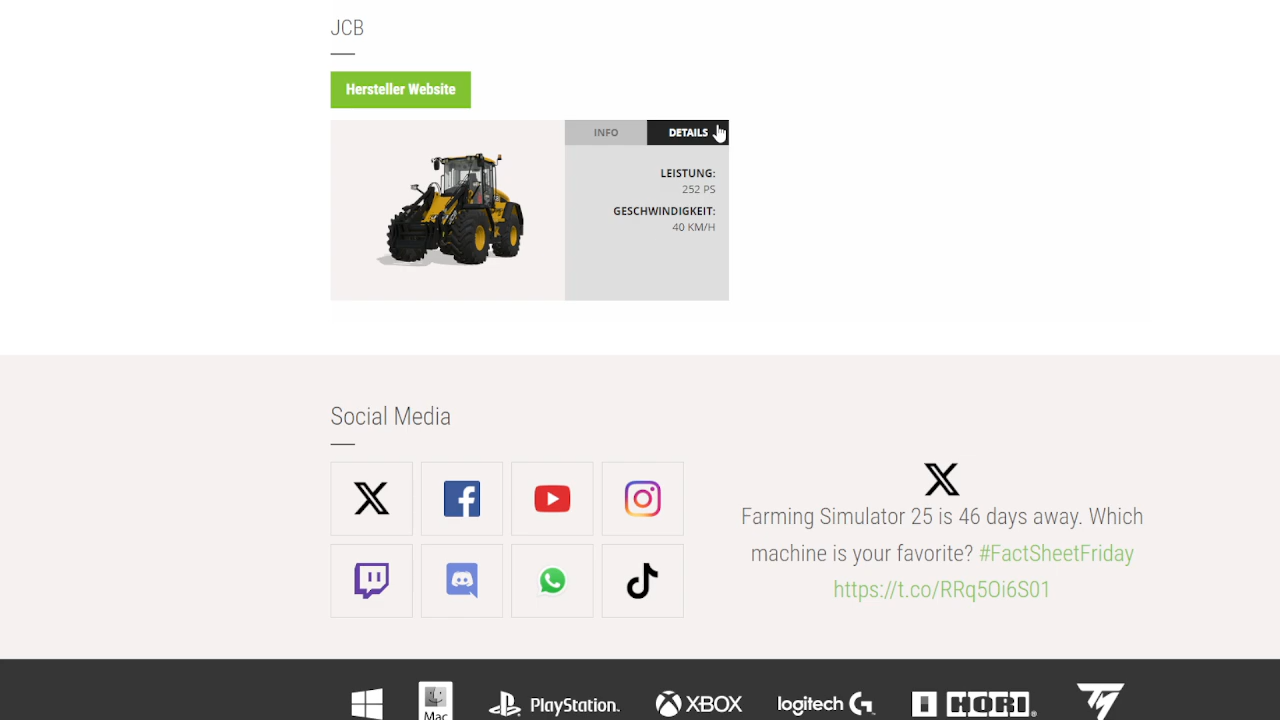 JCB
Hersteller Website
INFO
DETAILS
LEISTUNG:
252 PS
GESCHWINDIGKEIT:
40 KM/H
Social Media
Farming Simulator 25 is 46 days away. Which
machine is your favorite? #FactSheetFriday
https://t.co/RRq5Oi6S01
Mac
PlayStation.
XBOX
logitech G
HORI